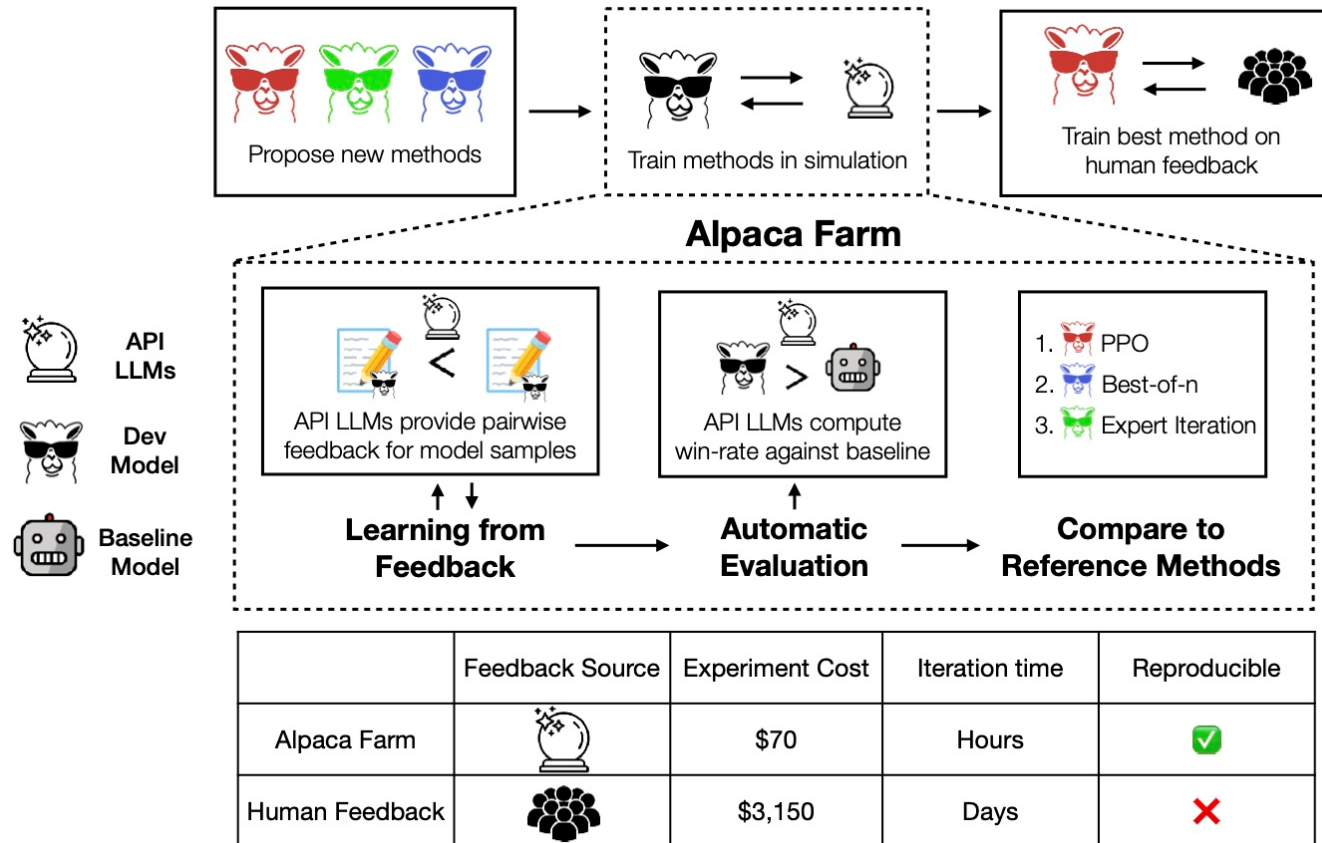 Propose new methods
Train methods in simulation
Train best method on
human feedback
Alpaca Farm
API
LLMs
Dev
Model
Baseline
Model
<
API LLMs provide pairwise
feedback for model samples
>
API LLMs compute
win-rate against baseline
1. PPO
2. Best-of-n
3. Expert Iteration
Learning from
Feedback
Automatic
Evaluation
Compare to
Reference Methods
Feedback Source Experiment Cost Iteration time Reproducible
Alpaca Farm $70 Hours
Human Feedback $3,150 Days